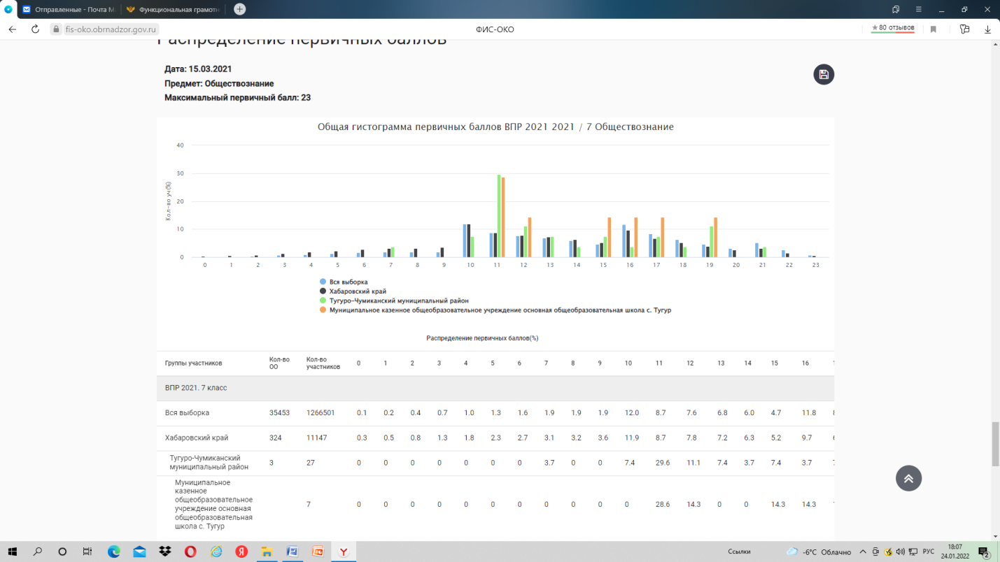 Отправленные - Почта М
Функциональная грамотн
fis-oko.obrnadzor.gov.ru
ФИС-ОКО
★ 80 отзывов
Распределение первичных баллов
Дата: 15.03.2021
Предмет: Обществознание
Максимальный первичный балл: 23
Общая гистограмма первичных баллов ВПР 2021 2021 / 7 Обществознание
Кол-во уч(%)
40
30
20
10
0
0 1 2 3 4 5 6 7 8 9 10 11 12 13 14 15 16 17 18 19 20 21 22 23
Вся выборка
Хабаровский край
Тугуро-Чумиканский муниципальный район
Муниципальное казенное общеобразовательное учреждение основная общеобразовательная школа с. Тугур
Распределение первичных баллов(%)
Группы участников Кол-во ОО Кол-во участников 0 1 2 3 4 5 6 7 8 9 10 11 12 13 14 15 16
ВПР 2021. 7 класс
Вся выборка 35453 1266501 0.1 0.2 0.4 0.7 1.0 1.3 1.6 1.9 1.9 1.9 12.0 8.7 7.6 6.8 6.0 4.7 11.8
Хабаровский край 324 11147 0.3 0.5 0.8 1.3 1.8 2.3 2.7 3.1 3.2 3.6 11.9 8.7 7.8 7.2 6.3 5.2 9.7
Тугуро-Чумиканский
муниципальный район 3 27 0 0 0 0 0 0 0 3.7 0 0 7.4 29.6 11.1 7.4 3.7 7.4 3.7
Муниципальное
казенное
общеобразовательное
учреждение основная 7 0 0 0 0 0 0 0 0 0 0 0 28.6 14.3 0 0 14.3 14.3
общеобразовательная
школа с. Тугур
Ссылки -6°C Облачно РУС 18:07
24.01.2022 2